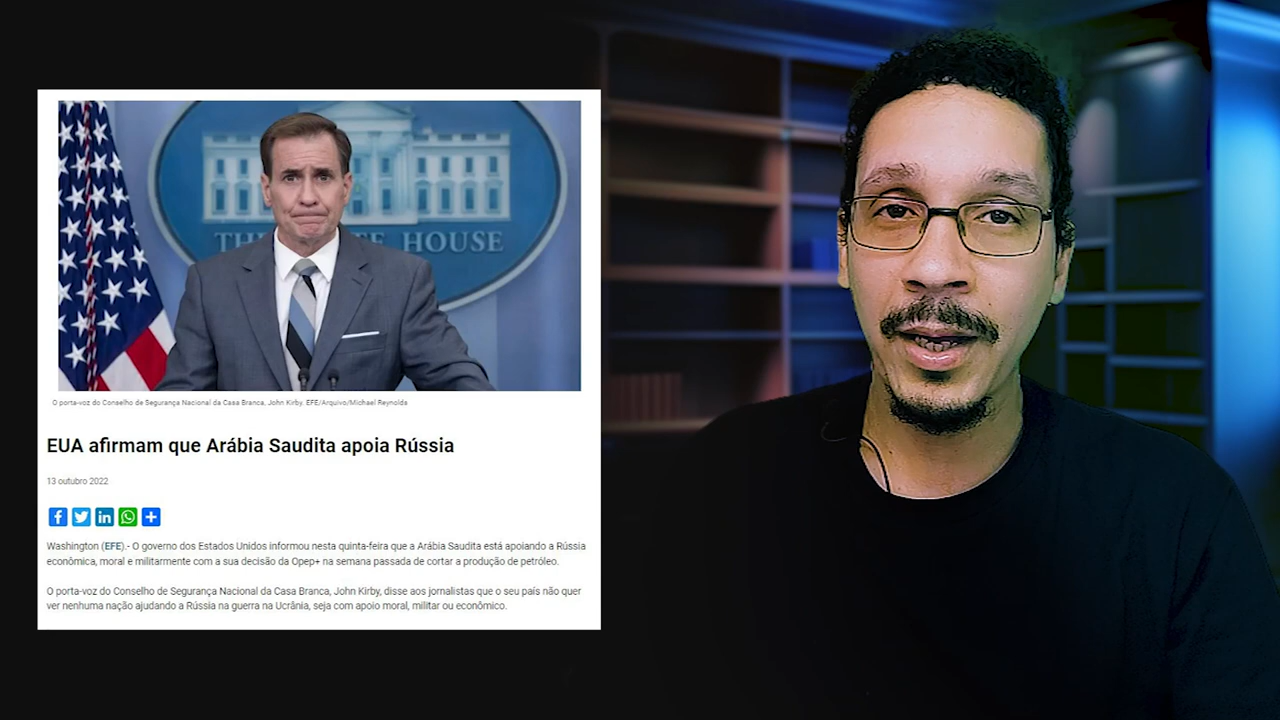 THE WHITE HOUSE
O porta-voz do Conselho de Segurança Nacional da Casa Branca, John Kirby. EFE/Arquivo/Michael Reynolds
EUA afirmam que Arábia Saudita apoia Rússia
13 outubro 2022
Washington (EFE).- O governo dos Estados Unidos informou nesta quinta-feira que a Arábia Saudita está apoiando a Rússia
econômica, moral e militarmente com a sua decisão da Opep+ na semana passada de cortar a produção de petróleo.
O porta-voz do Conselho de Segurança Nacional da Casa Branca, John Kirby, disse aos jornalistas que o seu país não quer
ver nenhuma nação ajudando a Rússia na guerra na Ucrânia, seja com apoio moral, militar ou econômico.